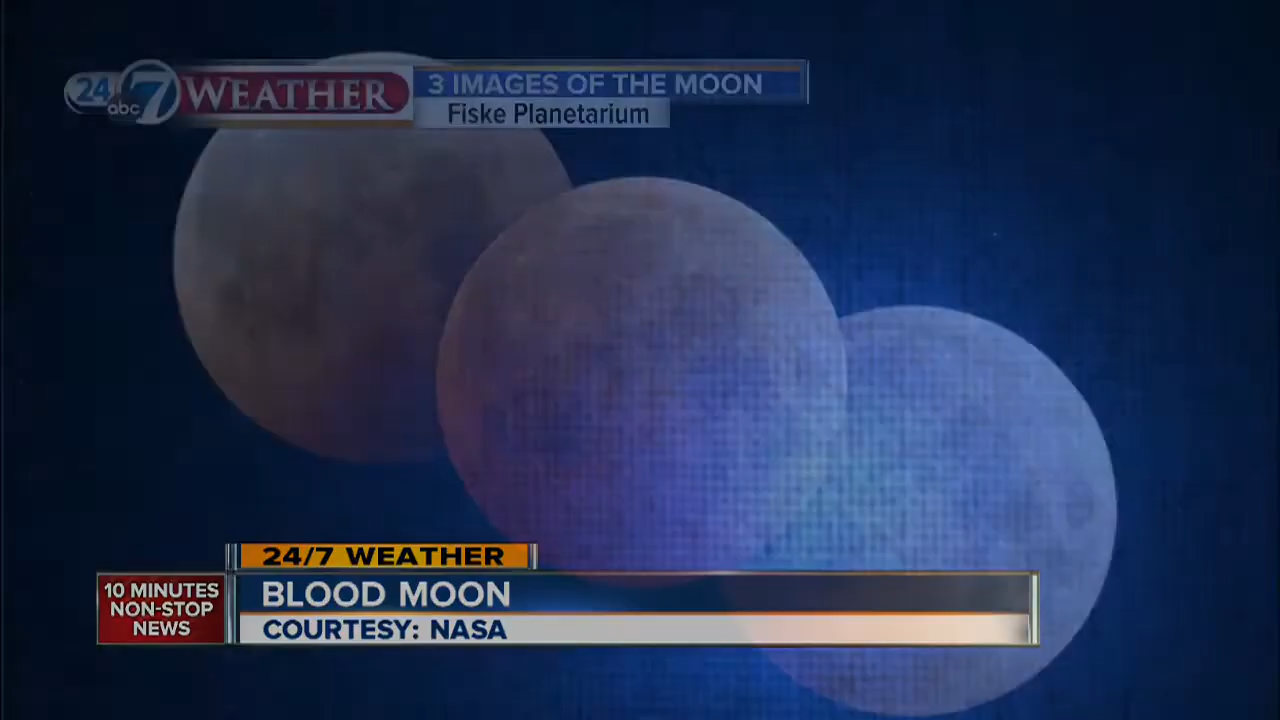 24/7 abc WEATHER
3 IMAGES OF THE MOON
Fiske Planetarium
24/7 WEATHER
10 MINUTES
NON-STOP
NEWS
BLOOD MOON
COURTESY: NASA